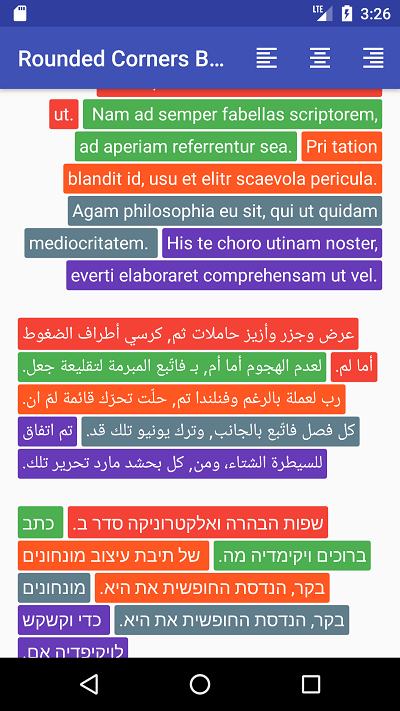 LTE 3:26
Rounded Corners B…
ut. Nam ad semper fabellas scriptorem,
ad aperiam referrentur sea. Pri tation
blandit id, usu et elitr scaevola pericula.
Agam philosophia eu sit, qui ut quidam
mediocritatem. His te choro utinam noster,
everti elaboraret comprehensam ut vel.
عرض وجزر وأزيز حاملات ثم, كرسي أطراف الضغوط
أما لم. لعدم الهجوم أما أم, بـ فاتّبع المبرمة لتقليعة جعل.
رب لعملة بالرغم وفنلندا تم, حلّت تحرّك قائمة لمّ ان.
كل فصل فاتّبع بالجانب, وترك يونيو تلك قد. تم اتفاق
للسيطرة الشتاء، ومن, كل بحشد مارد تحرير تلك.
שפות הבהרה ואלקטרוניקה סדר ב. כתב
ברוכים ויקימדיה מה. של תיבת עיצוב מונחונים
בקר, הנדסת החופשית את היא. מונחונים
בקר, הנדסת החופשית את היא. כדי וקשקש
לויקיפדיה אם.